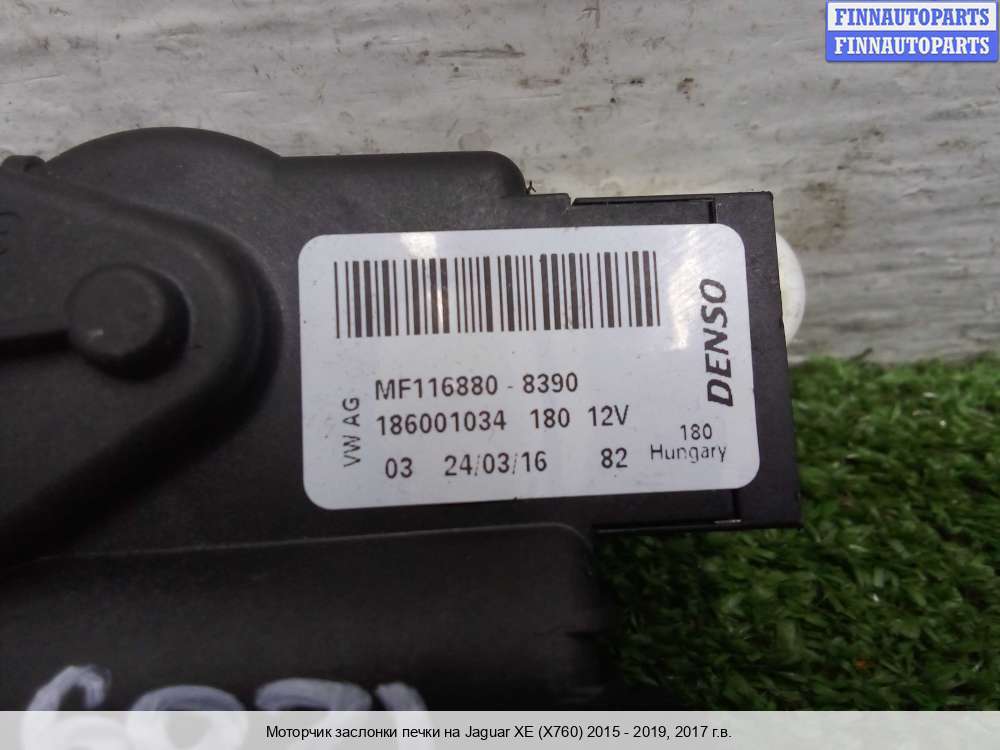 FINNAUTOPARTS
FINNAUTOPARTS
VW AG
MF116880 - 8390
186001034 180 12V
03 24/03/16 82
180
Hungary
DENSO
Моторчик заслонки печки на Jaguar XE (X760) 2015 - 2019, 2017 г.в.